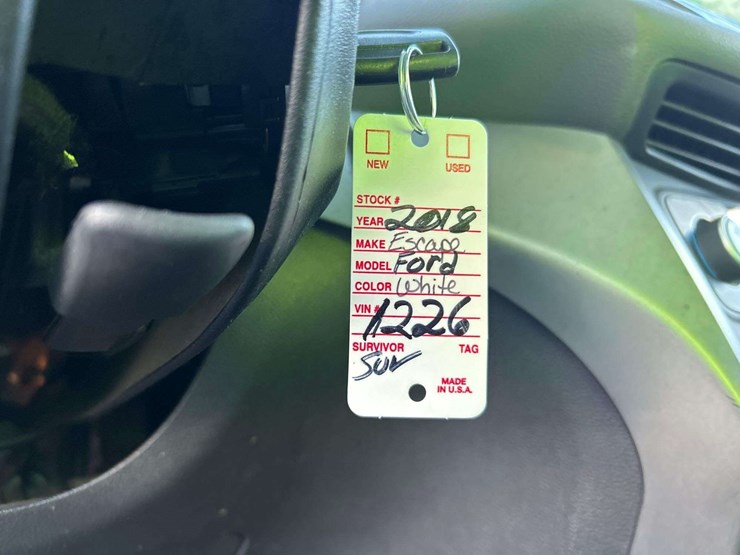 NEW USED
STOCK #
YEAR 2018
MAKE Escape
MODEL Ford
COLOR White
VIN # 1226
SURVIVOR TAG
SUV
MADE
IN U.S.A.